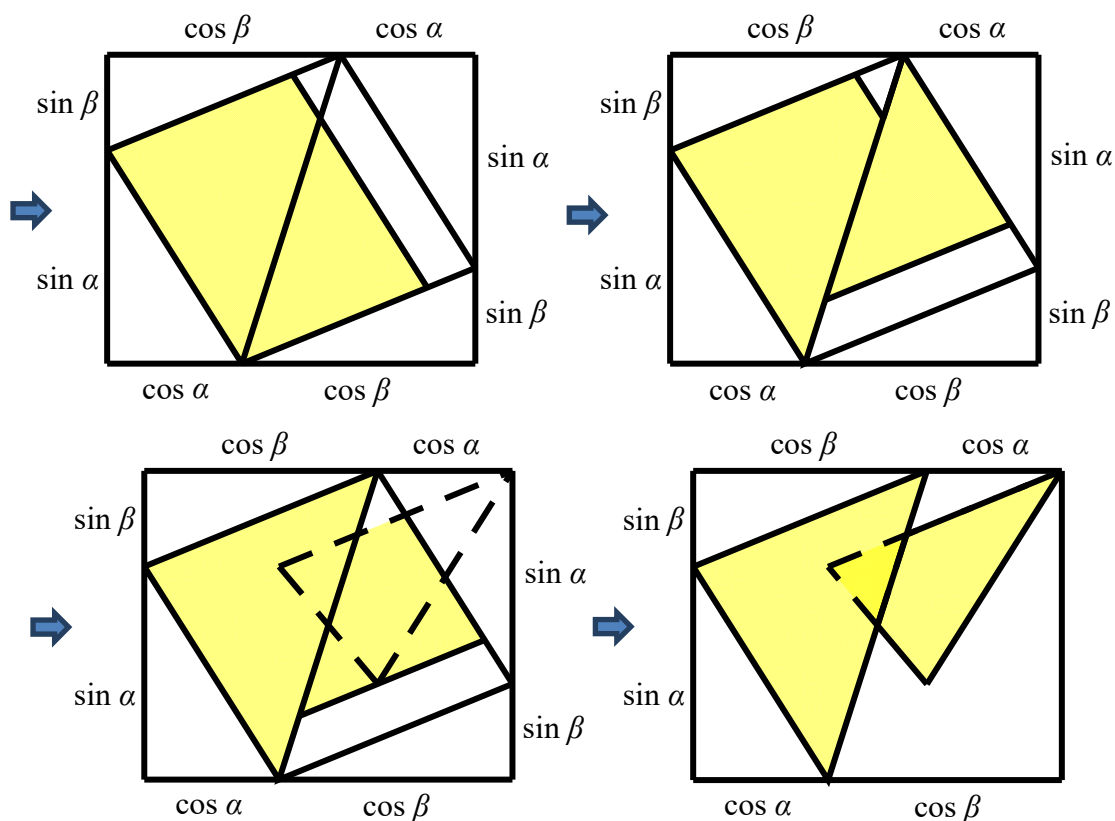 cos β cos α cos β cos α
sin β sin β
sin α sin α
sin α sin α
sin β sin β
cos α cos β cos α cos β
cos β cos α cos β cos α
sin β sin β
sin α
sin α sin α
sin β
cos α cos β cos α cos β